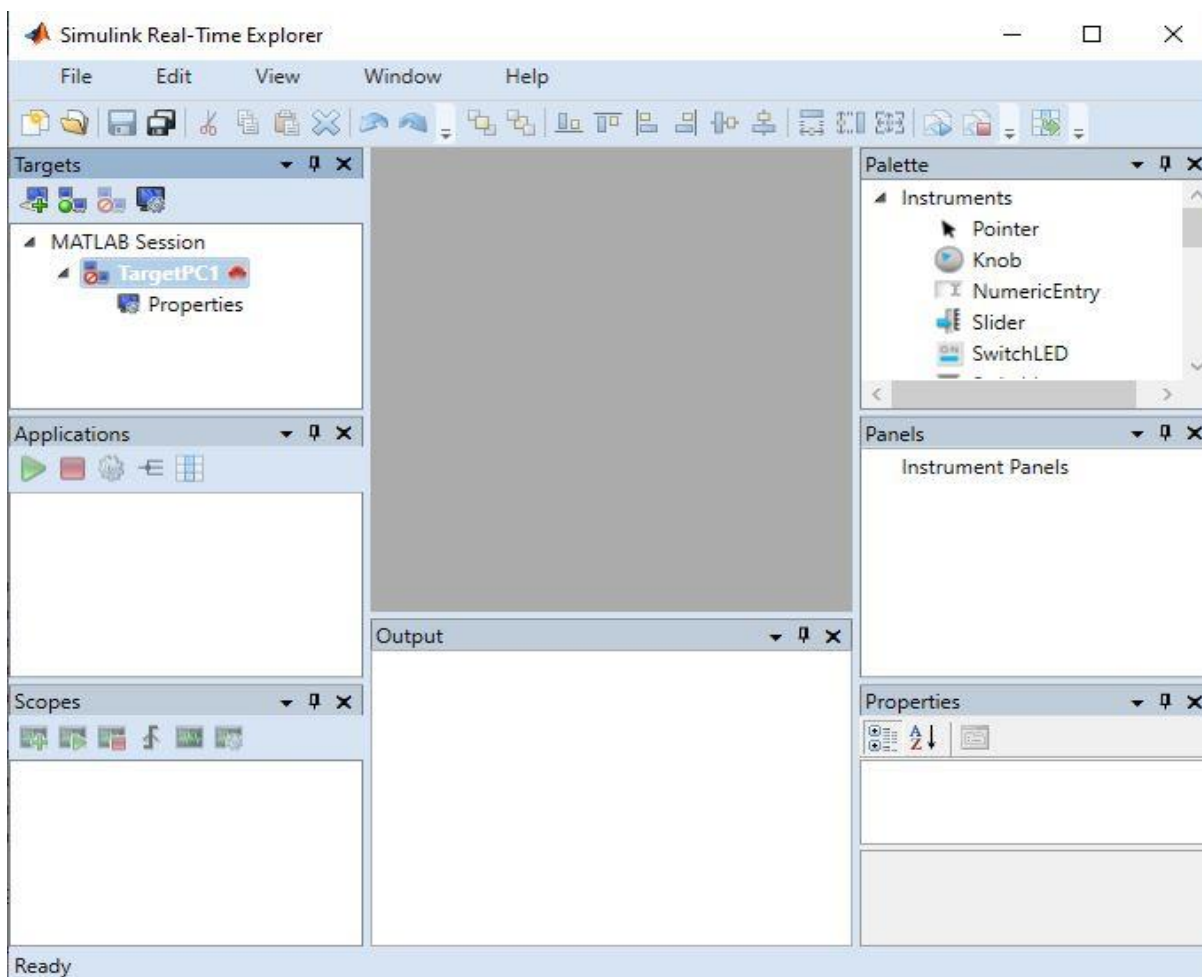 Simulink Real-Time Explorer
File Edit View Window Help
Targets
MATLAB Session
TargetPC1
Properties
Applications
Scopes
Output
Palette
Instruments
Pointer
Knob
NumericEntry
Slider
SwitchLED
Panels
Instrument Panels
Properties
Ready